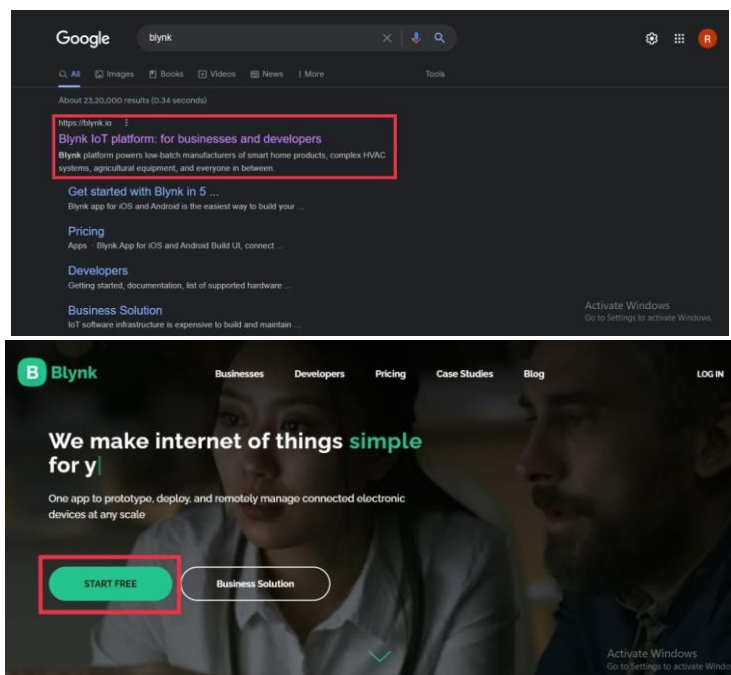 Google
blynk
All Images Books Videos News More Tools
About 23,20,000 results (0.34 seconds)
https://blynk.io
Blynk IoT platform: for businesses and developers
Blynk platform powers low-batch manufacturers of smart home products, complex HVAC
systems, agricultural equipment, and everyone in between.
Get started with Blynk in 5 ...
Blynk app for iOS and Android is the easiest way to build your ...
Pricing
Apps · Blynk.App for iOS and Android Build UI, connect ...
Developers
Getting started, documentation, list of supported hardware ...
Business Solution
IoT software infrastructure is expensive to build and maintain ...
R
Activate Windows
Go to Settings to activate Windows.
B Blynk
Businesses Developers Pricing Case Studies Blog LOG IN
We make internet of things simple
for y
One app to prototype, deploy, and remotely manage connected electronic
devices at any scale
START FREE
Business Solution
Activate Windows
Go to Settings to activate Windo